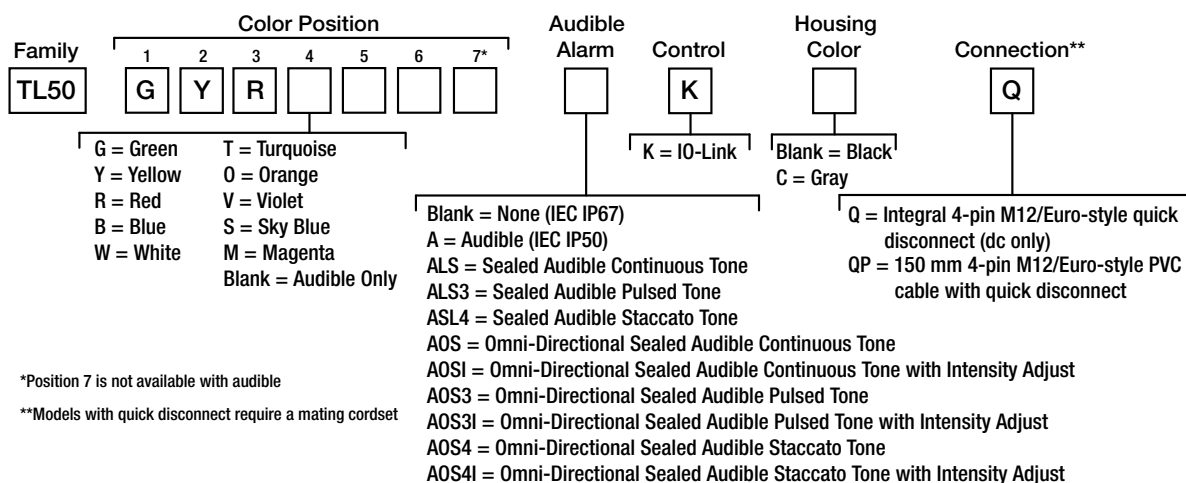 Family
Color Position
Audible Alarm
Control
Housing Color
Connection**
1 2 3 4 5 6 7*
TL50 G Y R K Q
G = Green
Y = Yellow
R = Red
B = Blue
W = White
T = Turquoise
O = Orange
V = Violet
S = Sky Blue
M = Magenta
Blank = Audible Only
Blank = None (IEC IP67)
A = Audible (IEC IP50)
ALS = Sealed Audible Continuous Tone
ALS3 = Sealed Audible Pulsed Tone
ASL4 = Sealed Audible Staccato Tone
AOS = Omni-Directional Sealed Audible Continuous Tone
AOSI = Omni-Directional Sealed Audible Continuous Tone with Intensity Adjust
AOS3 = Omni-Directional Sealed Audible Pulsed Tone
AOS3I = Omni-Directional Sealed Audible Pulsed Tone with Intensity Adjust
AOS4 = Omni-Directional Sealed Audible Staccato Tone
AOS4I = Omni-Directional Sealed Audible Staccato Tone with Intensity Adjust
K = IO-Link
Blank = Black
C = Gray
Q = Integral 4-pin M12/Euro-style quick
disconnect (dc only)
QP = 150 mm 4-pin M12/Euro-style PVC
cable with quick disconnect
*Position 7 is not available with audible
**Models with quick disconnect require a mating cordset